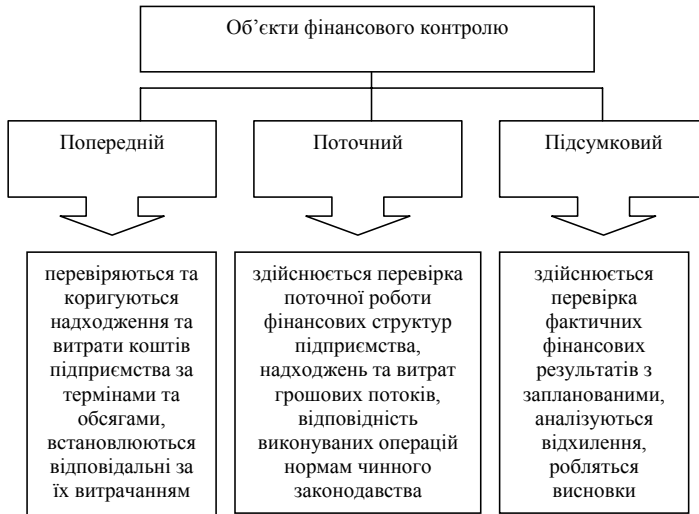 Об’єкти фінансового контролю
Попередній
Поточний
Підсумковий
перевіряються та
коригуються
надходження та
витрати коштів
підприємства за
термінами та
обсягами,
встановлюються
відповідальні за
їх витрачанням
здійснюється перевірка
поточної роботи
фінансових структур
підприємства,
надходжень та витрат
грошових потоків,
відповідність
виконуваних операцій
нормам чинного
законодавства
здійснюється
перевірка
фактичних
фінансових
результатів з
запланованими,
аналізуються
відхилення,
робляться
висновки